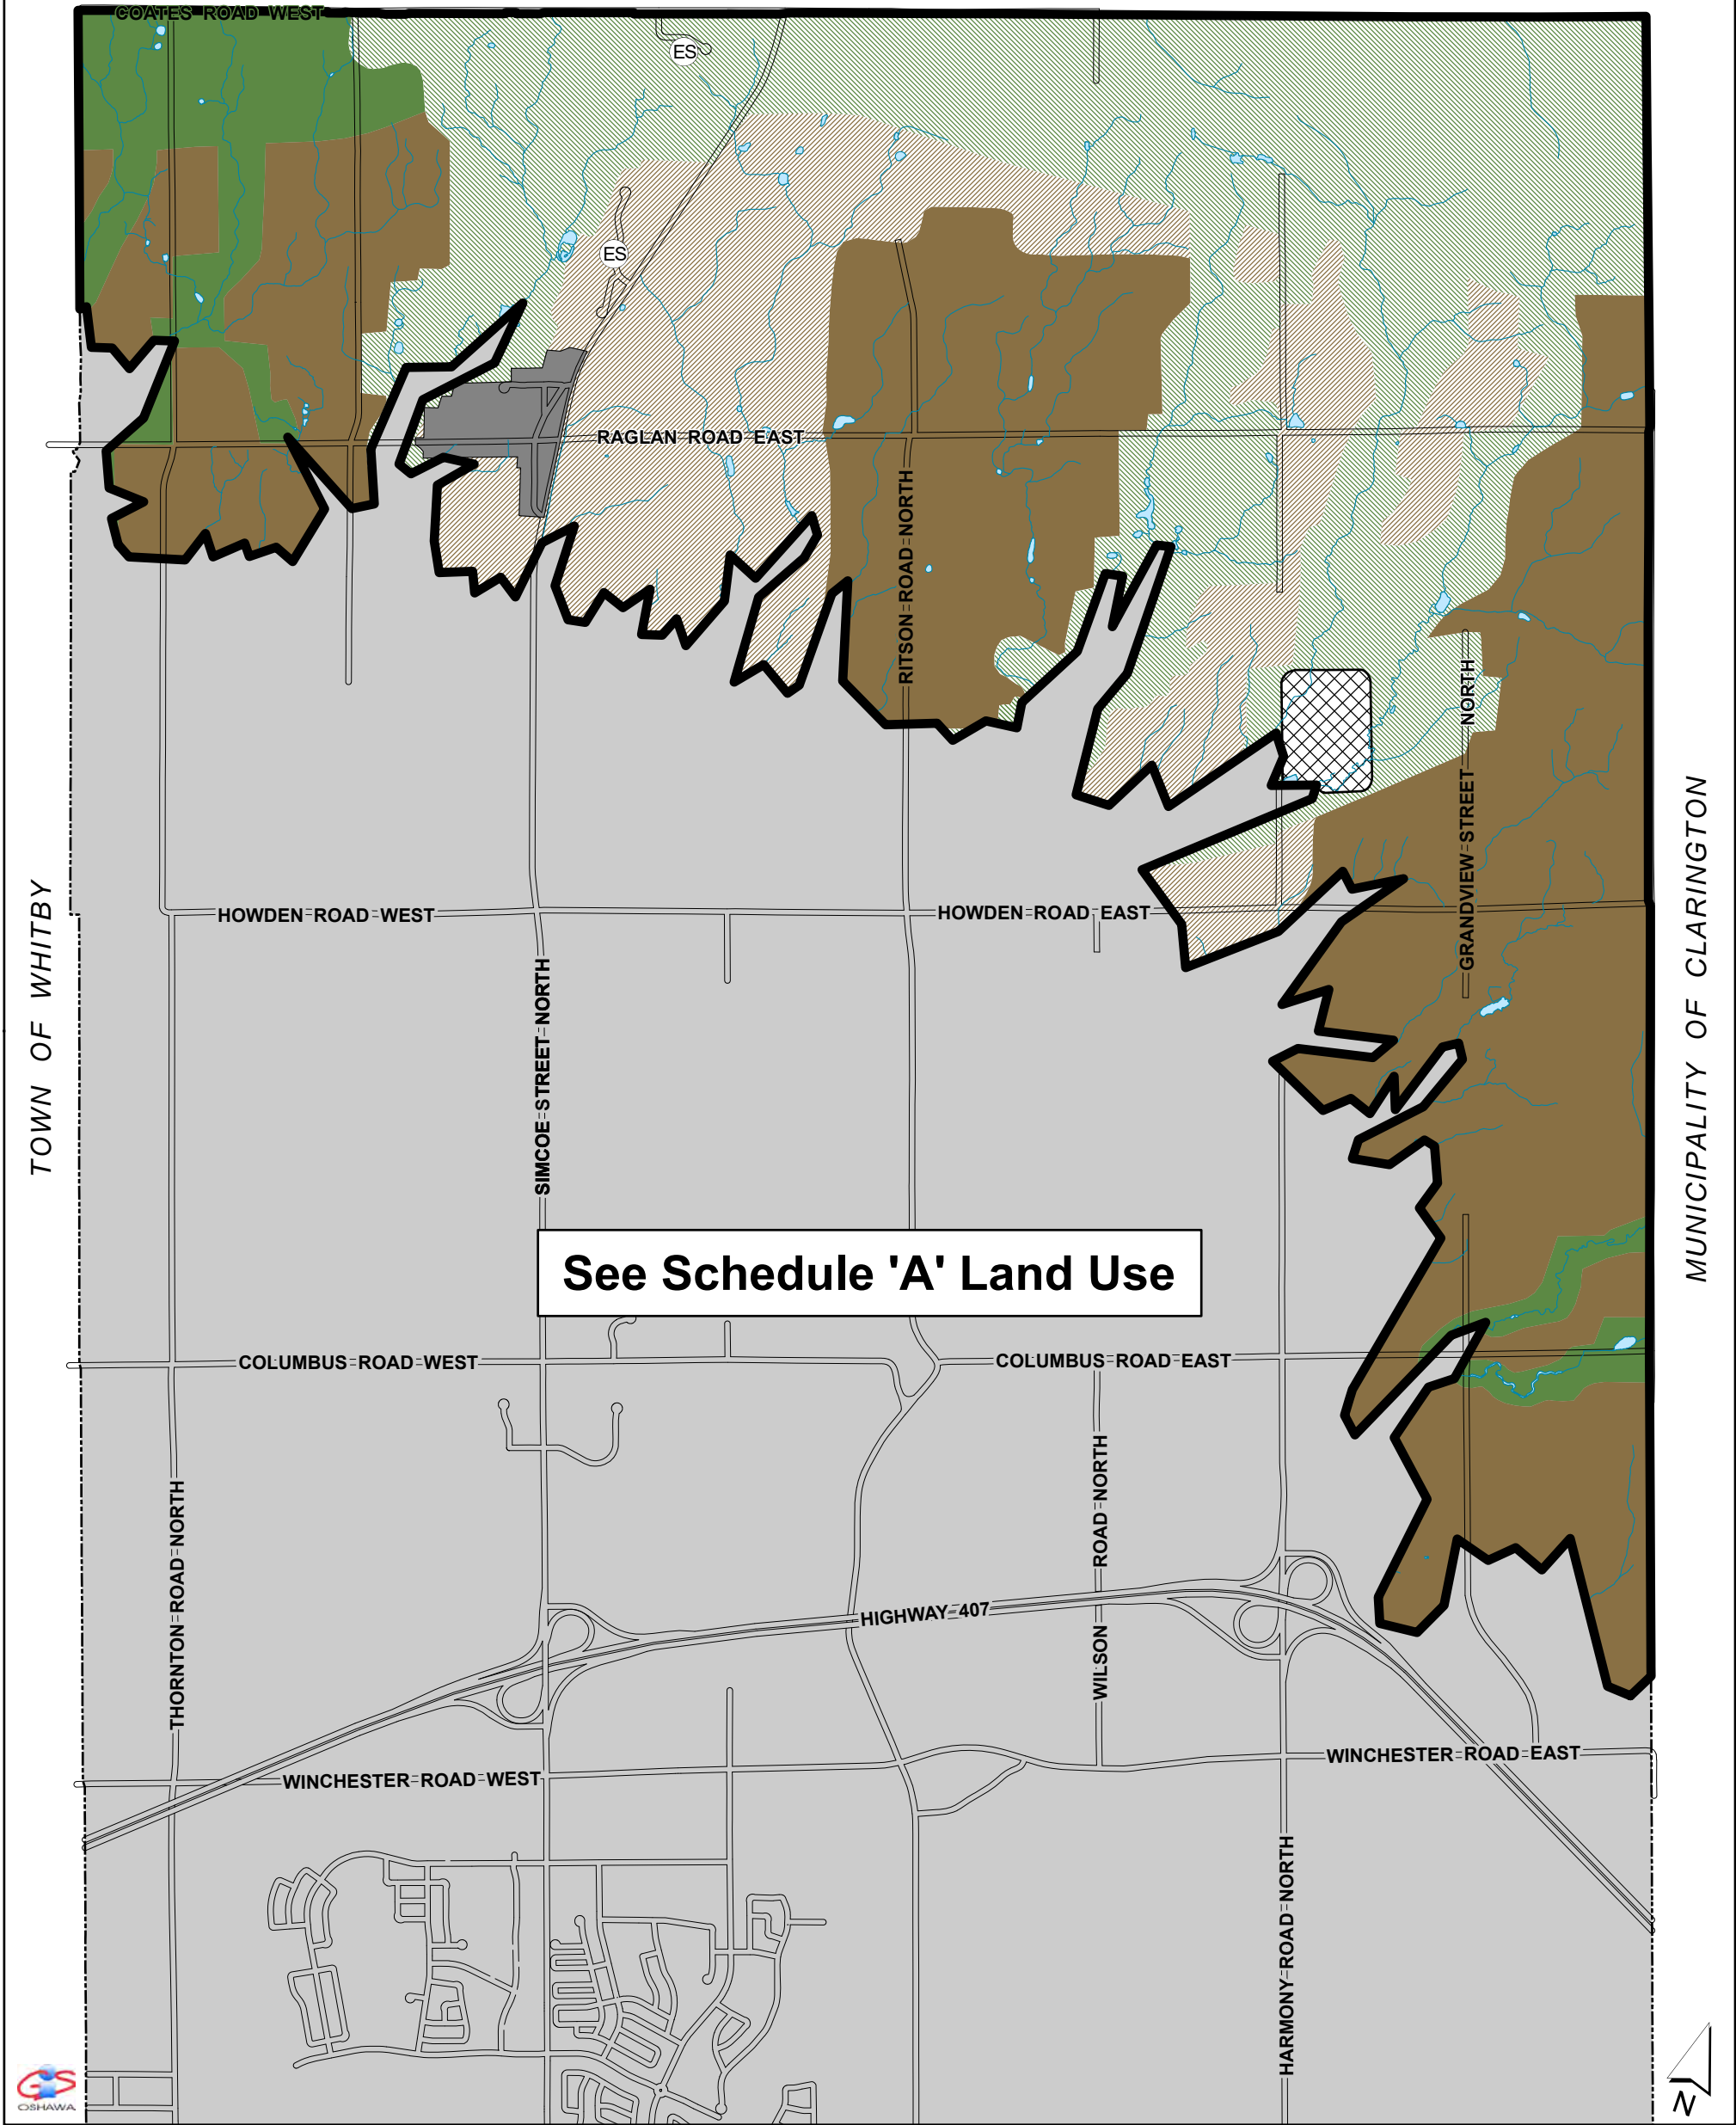 COATES ROAD WEST
ES
ES
RAGLAN ROAD EAST
RITSON ROAD NORTH
GRANDVIEW STREET NORTH
TOWN OF WHITBY
MUNICIPALITY OF CLARINGTON
HOWDEN ROAD WEST
HOWDEN ROAD EAST
SIMCOE STREET NORTH
See Schedule 'A' Land Use
COLUMBUS ROAD WEST
COLUMBUS ROAD EAST
THORNTON ROAD NORTH
WILSON ROAD NORTH
HIGHWAY 407
WINCHESTER ROAD WEST
WINCHESTER ROAD EAST
HARMONY ROAD NORTH
GIS
OSHAWA
N